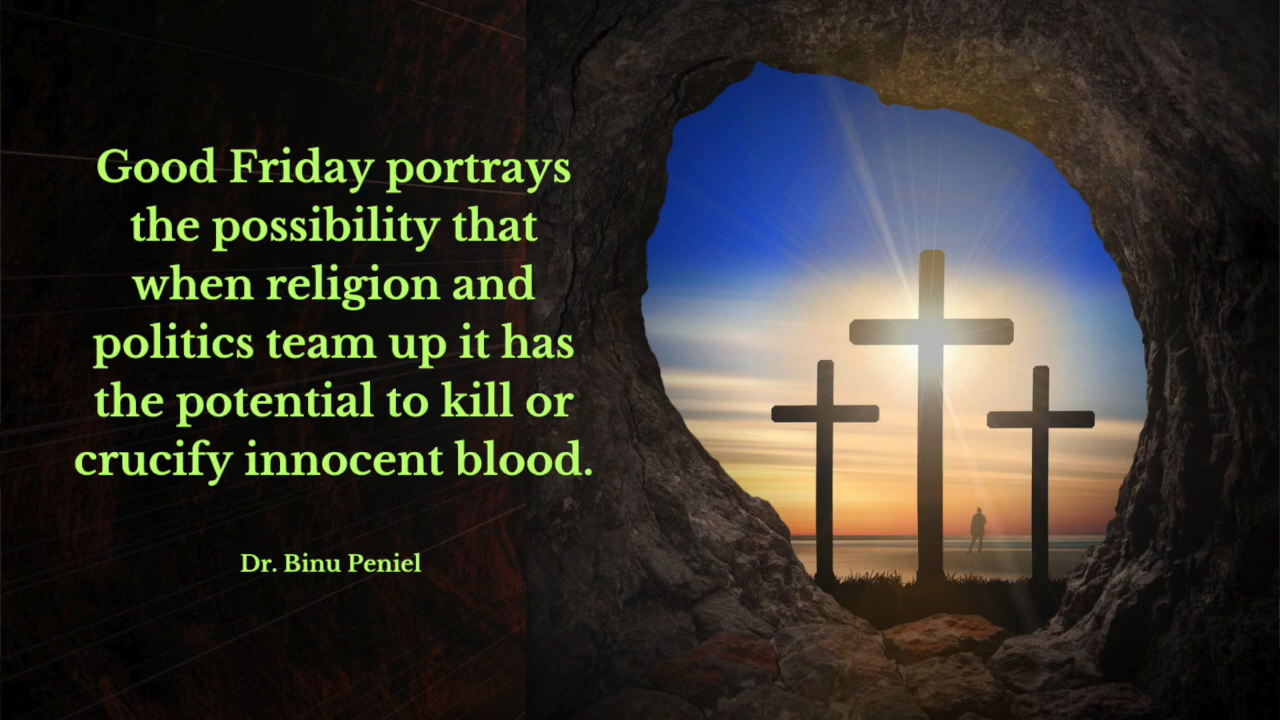 Good Friday portrays
the possibility that
when religion and
politics team up it has
the potential to kill or
crucify innocent blood.
Dr. Binu Peniel